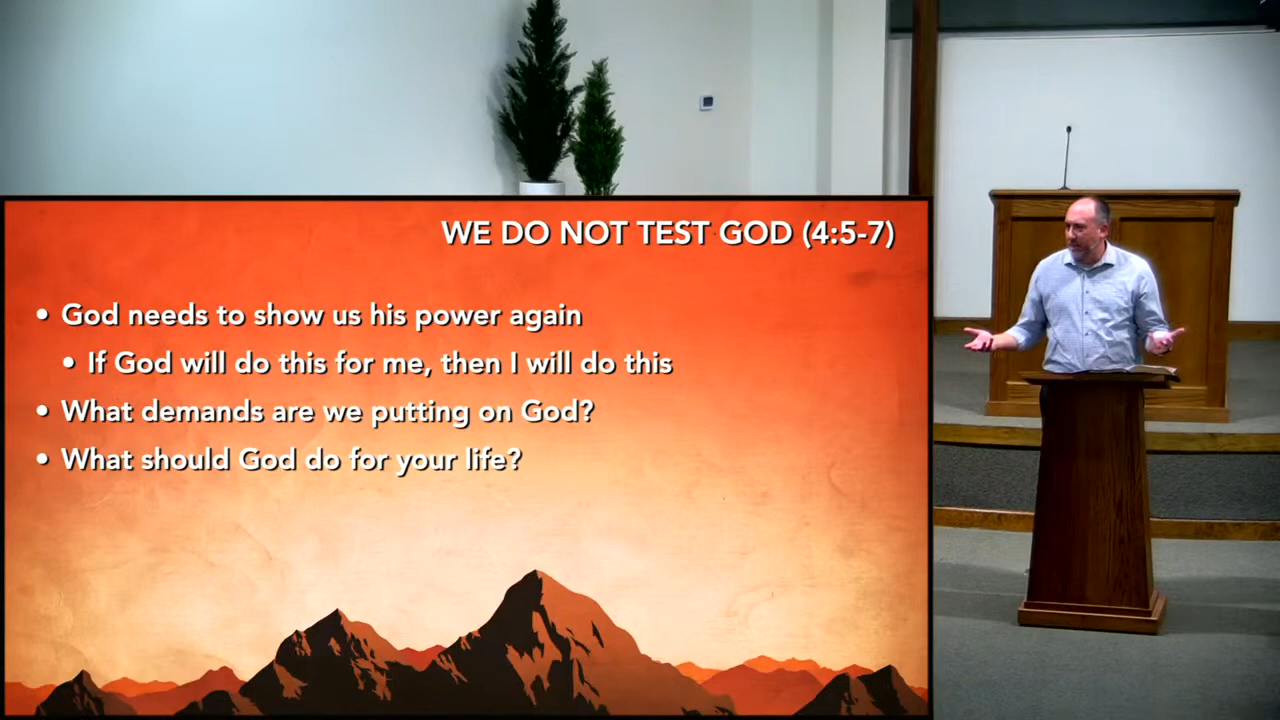 WE DO NOT TEST GOD (4:5-7)
• God needs to show us his power again
• If God will do this for me, then I will do this
• What demands are we putting on God?
• What should God do for your life?